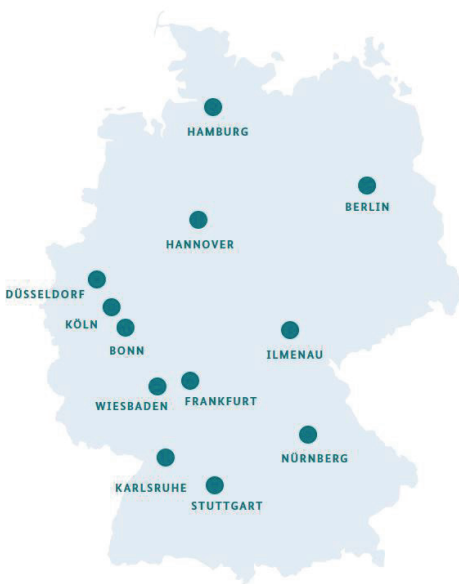 HAMBURG
BERLIN
HANNOVER
DÜSSELDORF
KÖLN
BONN
ILMENAU
WIESBADEN
FRANKFURT
NÜRNBERG
KARLSRUHE
STUTTGART